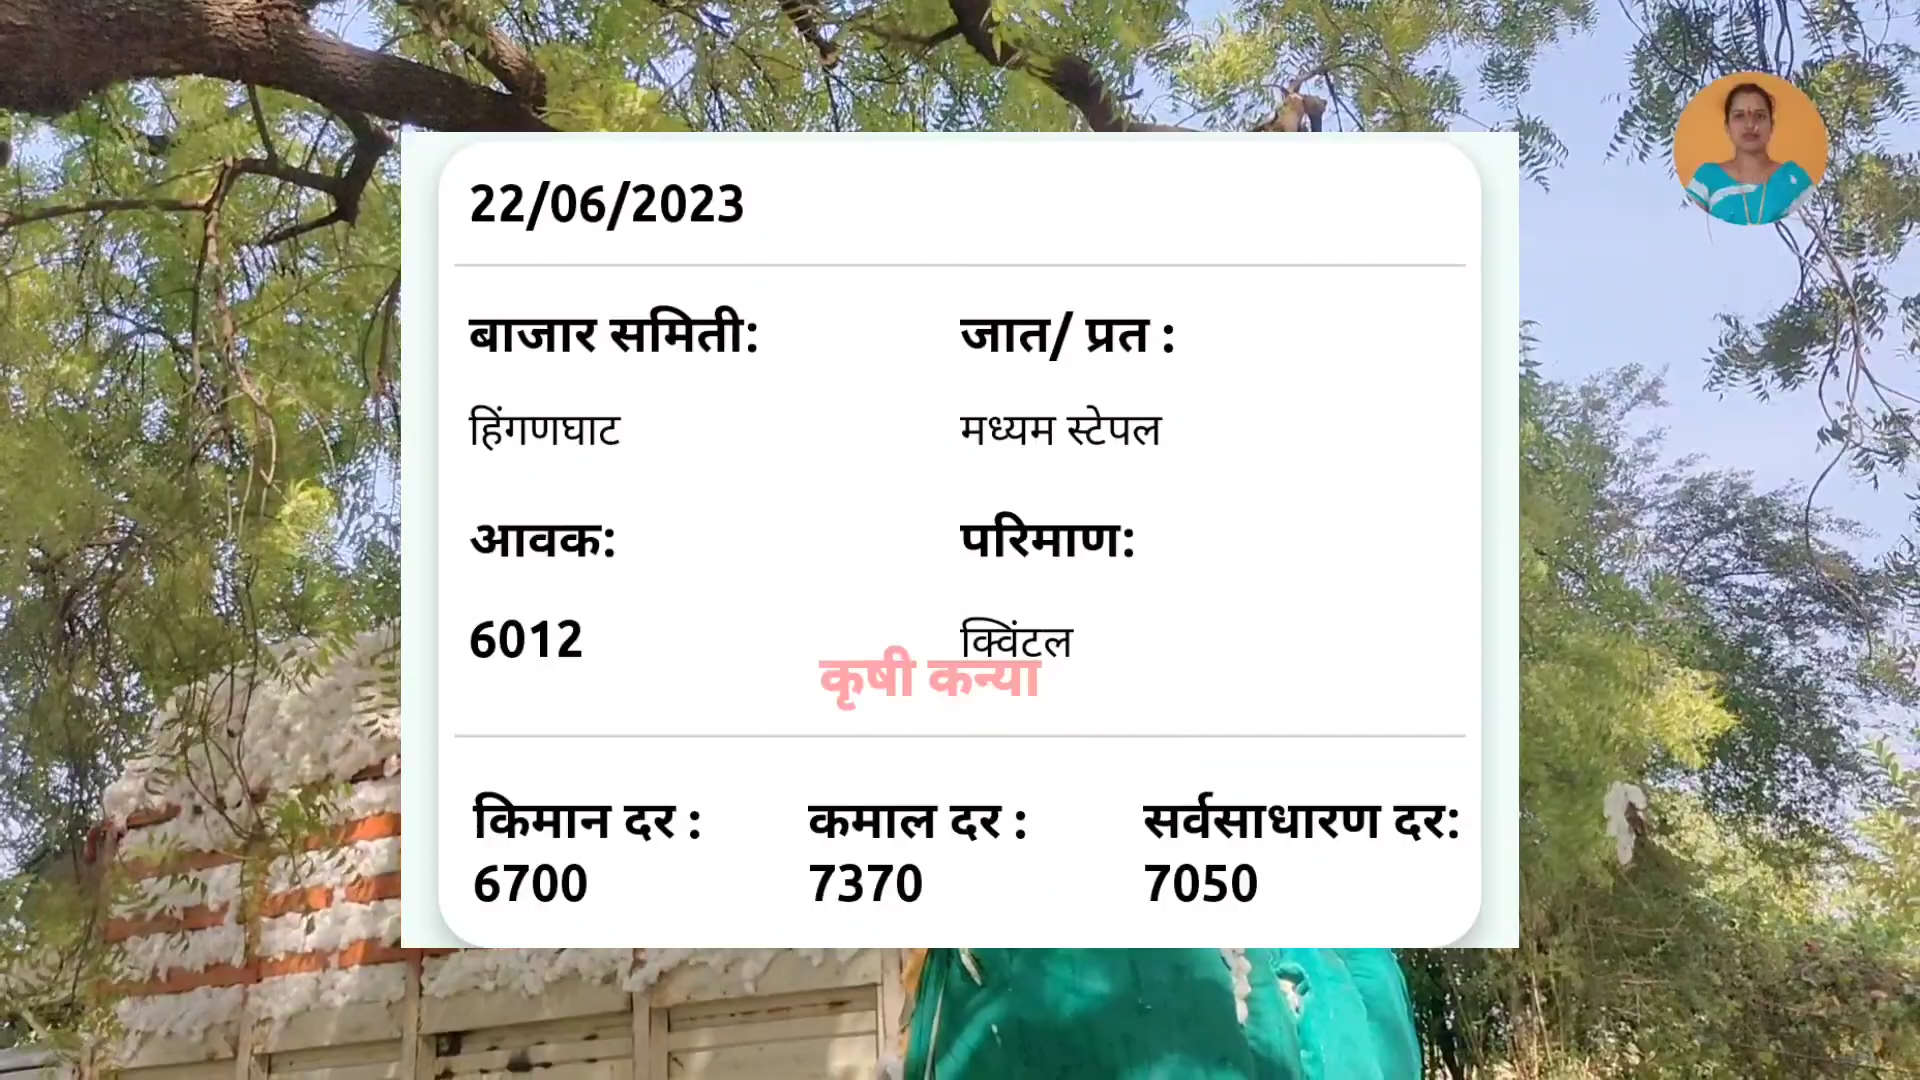 22/06/2023
बाजार समिती: जात/ प्रत :
हिंगणघाट मध्यम स्टेपल
आवक: परिमाण:
6012 क्विंटल
कृषी कन्या
किमान दर : कमाल दर : सर्वसाधारण दर:
6700 7370 7050